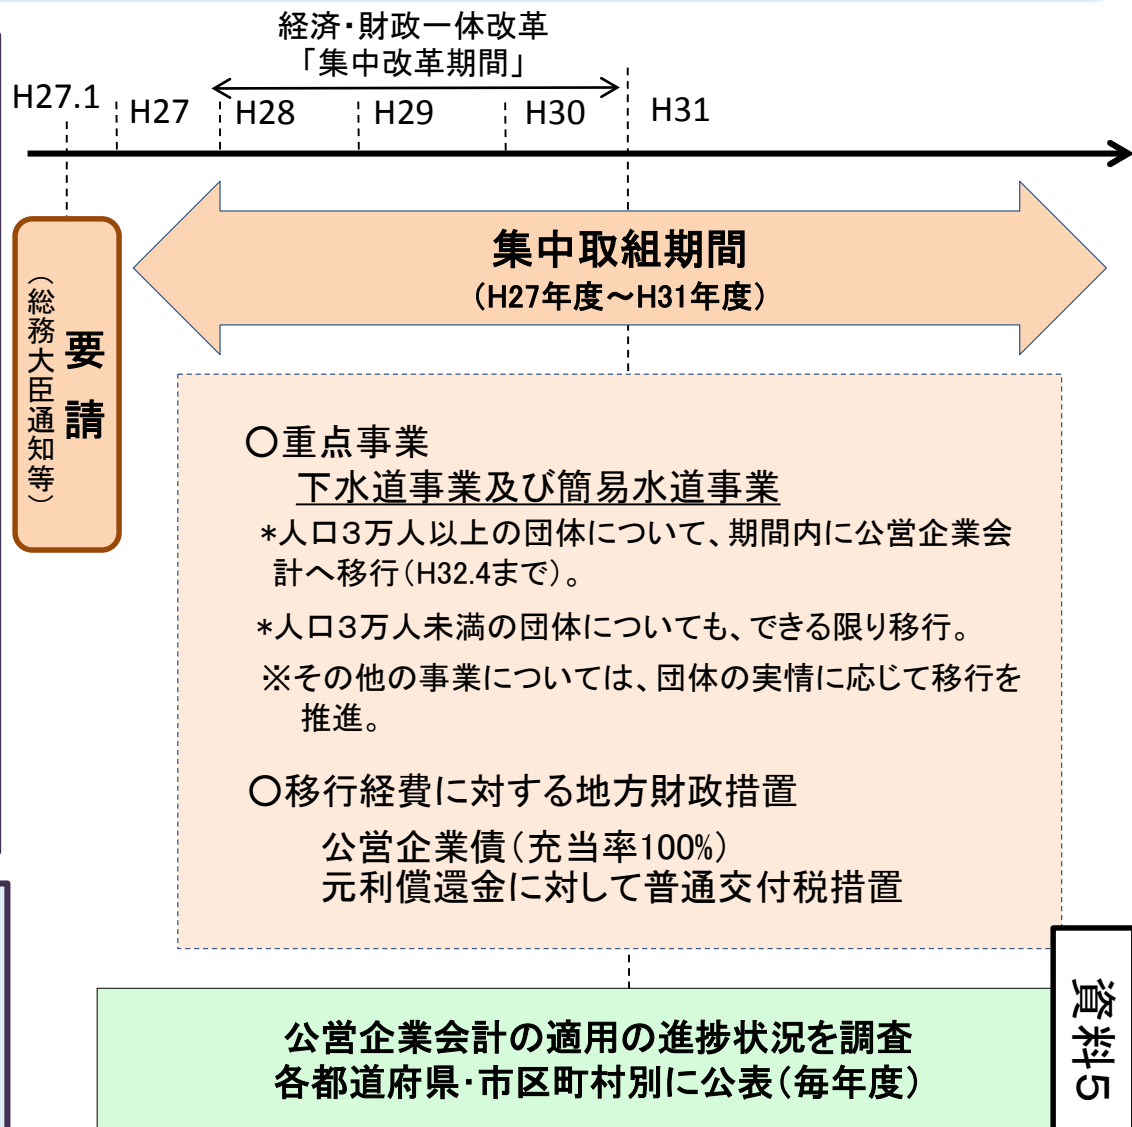 経済・財政一体改革
「集中改革期間」
H27.1
H27
H28
H29
H30
H31
集中取組期間
（H27年度～H31年度）
要請
（総務大臣通知等）
〇重点事業
下水道事業及び簡易水道事業
*人口３万人以上の団体について、期間内に公営企業会
計へ移行（H32.4まで）。
*人口３万人未満の団体についても、できる限り移行。
※その他の事業については、団体の実情に応じて移行を
推進。
〇移行経費に対する地方財政措置
公営企業債（充当率100%）
元利償還金に対して普通交付税措置
公営企業会計の適用の進捗状況を調査
各都道府県・市区町村別に公表（毎年度）
資料５